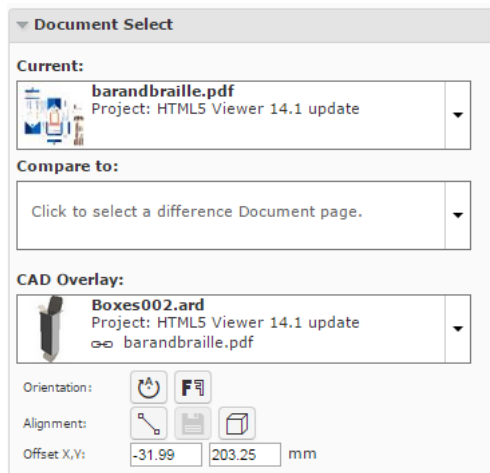 Document Select
Current:
barandbraille.pdf
Project: HTML5 Viewer 14.1 update
Compare to:
Click to select a difference Document page.
CAD Overlay:
Boxes002.ard
Project: HTML5 Viewer 14.1 update
barandbraille.pdf
Orientation:
Alignment:
Offset X,Y: -31.99 203.25 mm